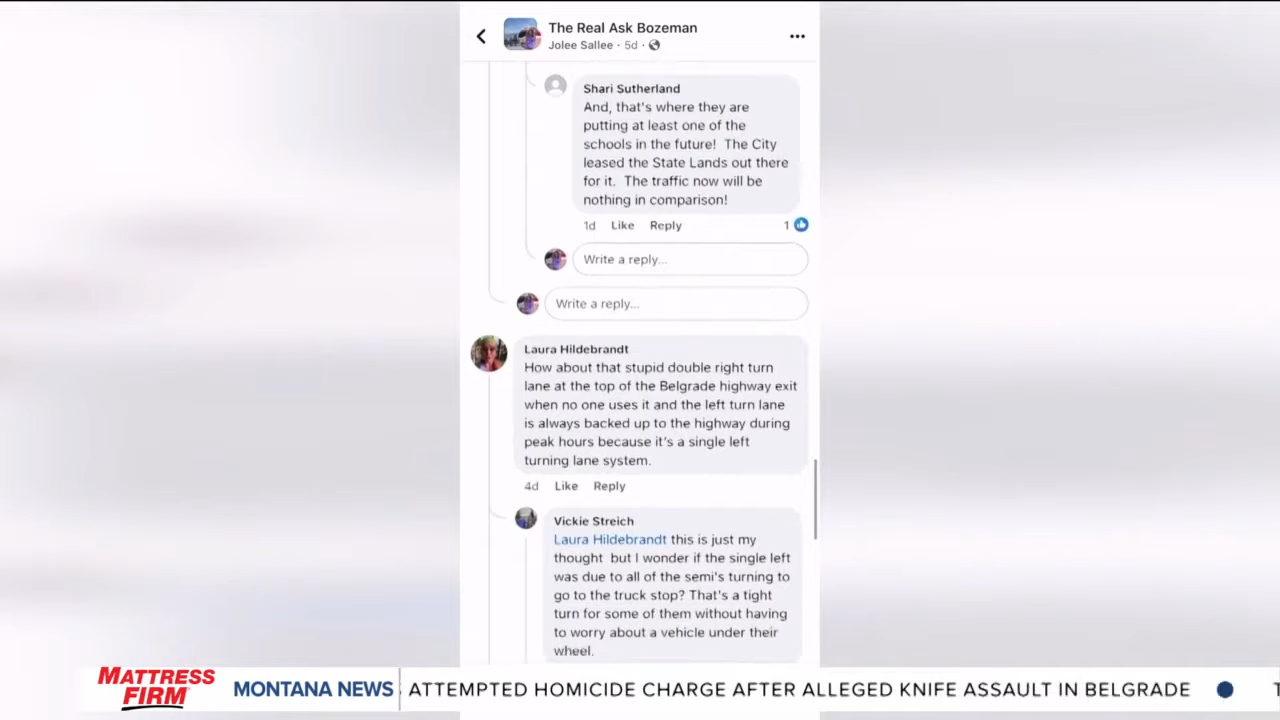 The Real Ask Bozeman
Jolee Sallee · 5d ·
Shari Sutherland
And, that's where they are
putting at least one of the
schools in the future! The City
leased the State Lands out there
for it. The traffic now will be
nothing in comparison!
1d Like Reply 1
Write a reply...
Write a reply...
Laura Hildebrandt
How about that stupid double right turn
lane at the top of the Belgrade highway exit
when no one uses it and the left turn lane
is always backed up to the highway during
peak hours because it's a single left
turning lane system.
4d Like Reply
Vickie Streich
Laura Hildebrandt this is just my
thought but I wonder if the single left
was due to all of the semi's turning to
go to the truck stop? That's a tight
turn for some of them without having
to worry about a vehicle under their
wheel.
MATTRESS
FIRM
MONTANA NEWS
ATTEMPTED HOMICIDE CHARGE AFTER ALLEGED KNIFE ASSAULT IN BELGRADE